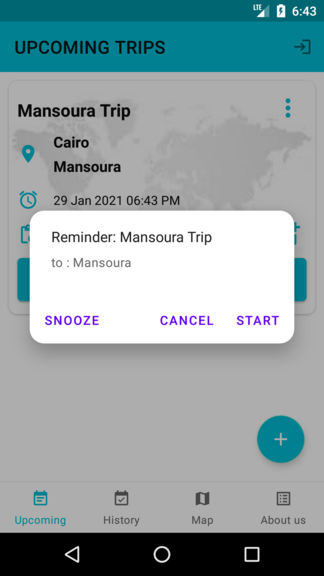 LTE 6:43
UPCOMING TRIPS
Mansoura Trip
Cairo
Mansoura
29 Jan 2021 06:43 PM
Reminder: Mansoura Trip
to : Mansoura
SNOOZE CANCEL START
Upcoming History Map About us